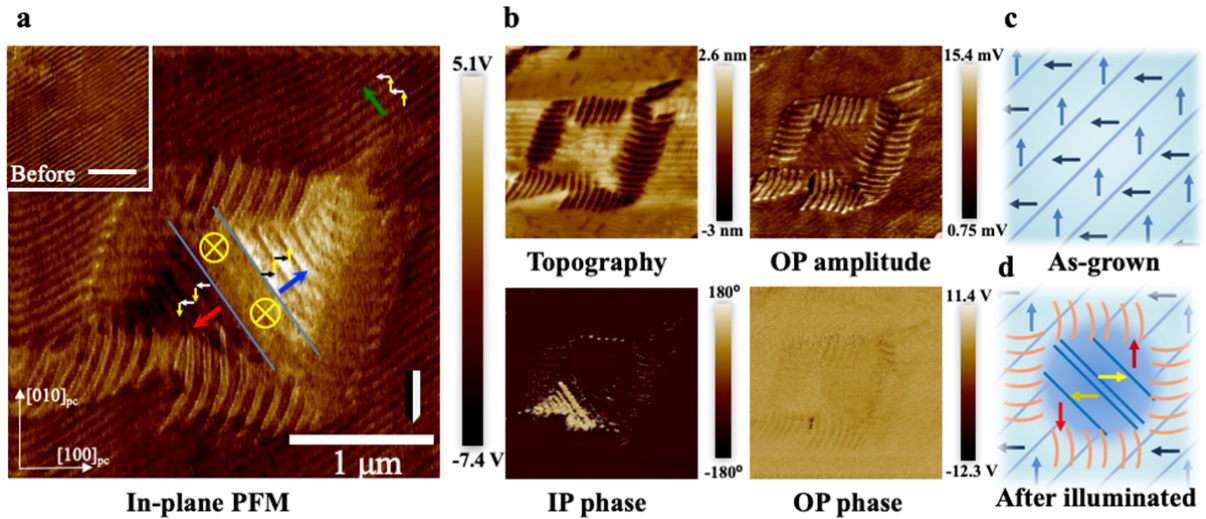 a
b
c
Before
5.1V
-7.4 V
[010]pc
[100]pc
1 μm
In-plane PFM
2.6 nm
-3 nm
Topography
15.4 mV
0.75 mV
OP amplitude
As-grown
d
180°
-180°
IP phase
11.4 V
-12.3 V
OP phase
After illuminated